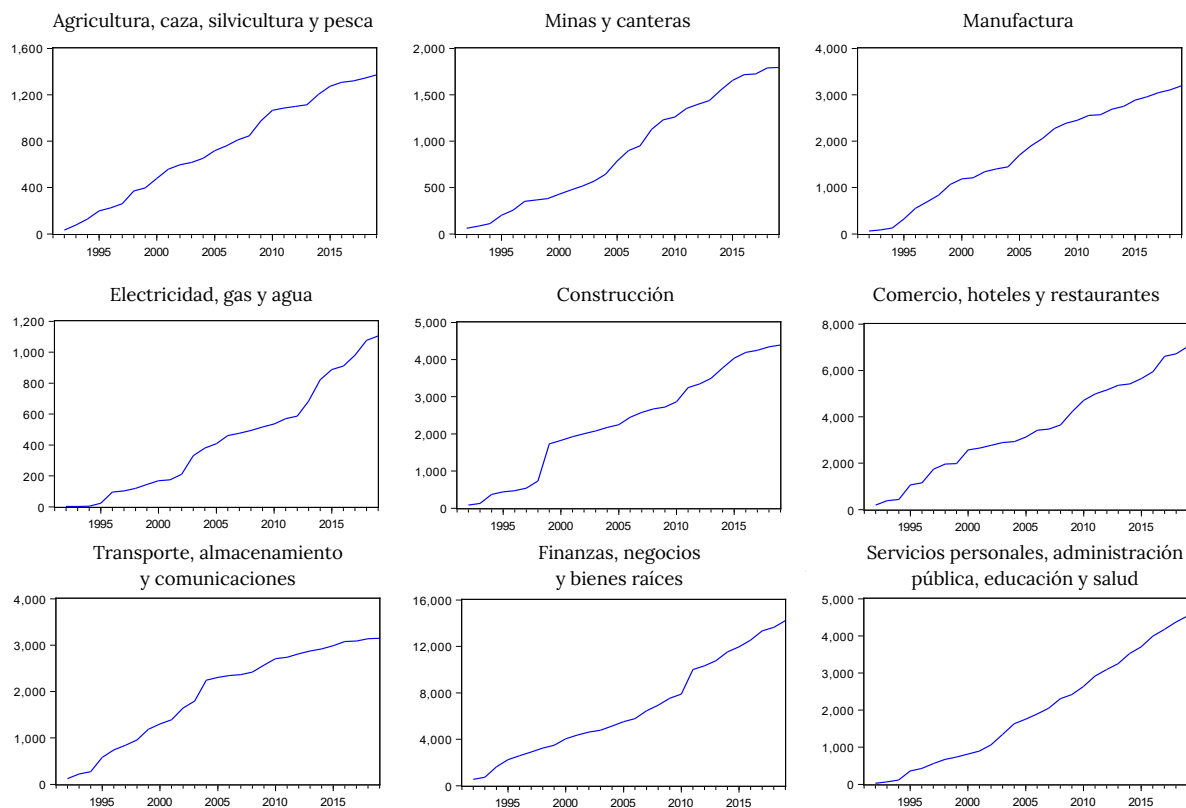 Agricultura, caza, silvicultura y pesca
1,600
1,200
800
400
0
1995 2000 2005 2010 2015
Minas y canteras
2,000
1,500
1,000
500
0
1995 2000 2005 2010 2015
Manufactura
4,000
3,000
2,000
1,000
0
1995 2000 2005 2010 2015
Electricidad, gas y agua
1,200
1,000
800
600
400
200
0
1995 2000 2005 2010 2015
Construcción
5,000
4,000
3,000
2,000
1,000
0
1995 2000 2005 2010 2015
Comercio, hoteles y restaurantes
8,000
6,000
4,000
2,000
0
1995 2000 2005 2010 2015
Transporte, almacenamiento
y comunicaciones
4,000
3,000
2,000
1,000
0
1995 2000 2005 2010 2015
Finanzas, negocios
y bienes raíces
16,000
12,000
8,000
4,000
0
1995 2000 2005 2010 2015
Servicios personales, administración
pública, educación y salud
5,000
4,000
3,000
2,000
1,000
0
1995 2000 2005 2010 2015